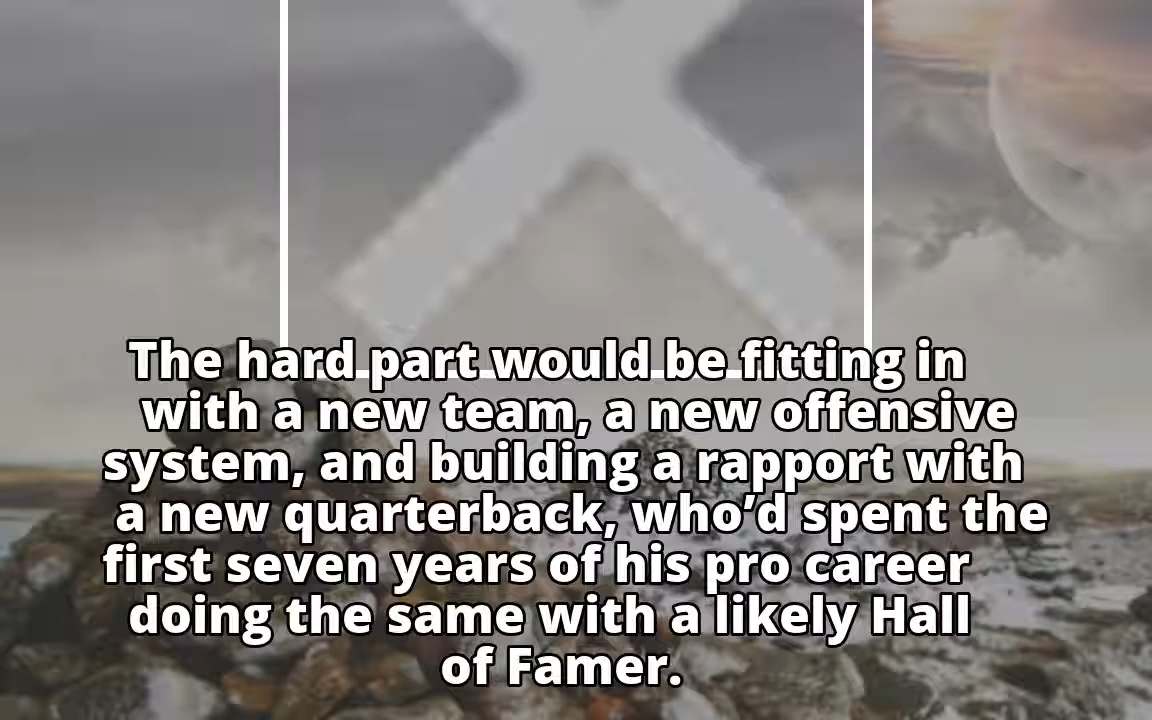 The hard part would be fitting in
with a new team, a new offensive
system, and building a rapport with
a new quarterback, who’d spent the
first seven years of his pro career
doing the same with a likely Hall
of Famer.